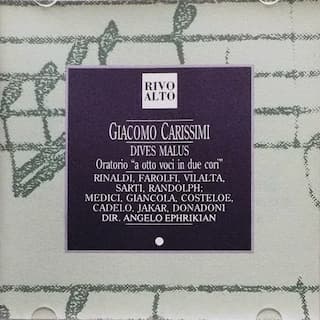 RIVO
ALTO
GIACOMO CARISSIMI
DIVES MALUS
Oratorio "a otto voci in due cori"
RINALDI, FAROLFI, VILALTA,
SARTI, RANDOLPH;
MEDICI, GIANCOLA, COSTELOE,
CADELO, JAKAR, DONADONI
DIR. ANGELO EPHRIKIAN